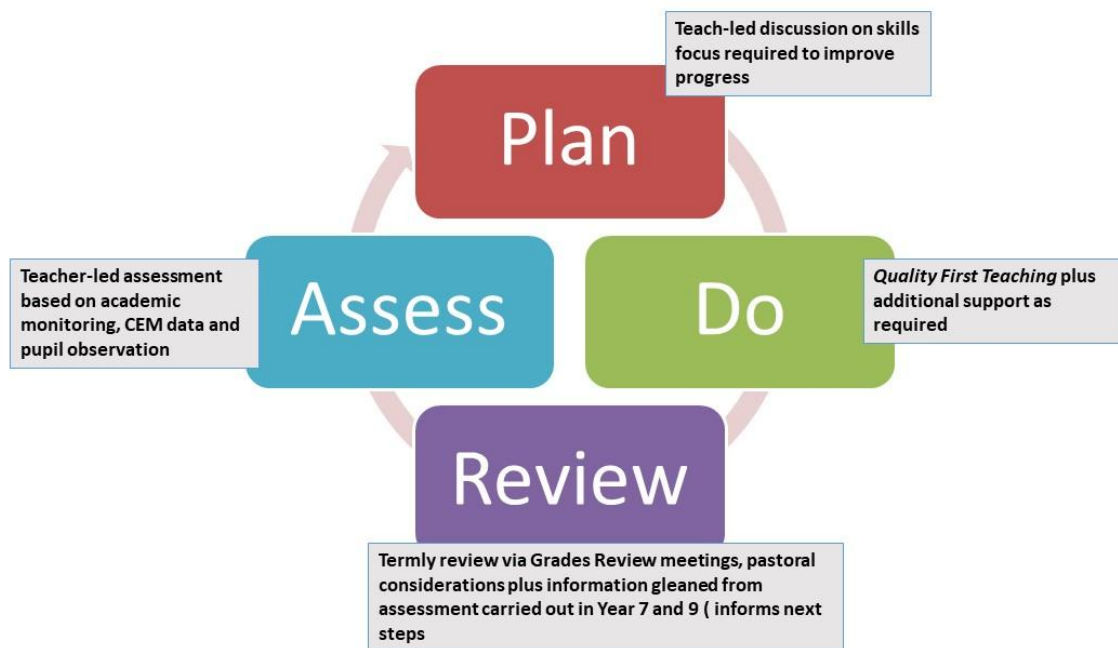 Teach-led discussion on skills
focus required to improve
progress
Plan
Teacher-led assessment
based on academic
monitoring, CEM data and
pupil observation
Assess
Do
Quality First Teaching plus
additional support as
required
Review
Termly review via Grades Review meetings, pastoral
considerations plus information gleaned from
assessment carried out in Year 7 and 9 ( informs next
steps